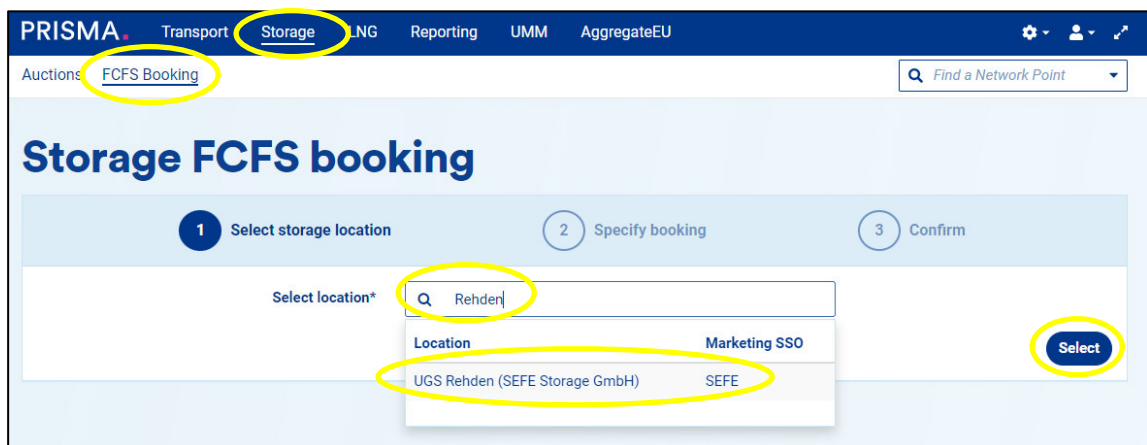 PRISMA. Transport Storage LNG Reporting UMM AggregateEU
Auctions FCFS Booking Find a Network Point
Storage FCFS booking
1 Select storage location 2 Specify booking 3 Confirm
Select location* Rehden
Location Marketing SSO
Select
UGS Rehden (SEFE Storage GmbH) SEFE